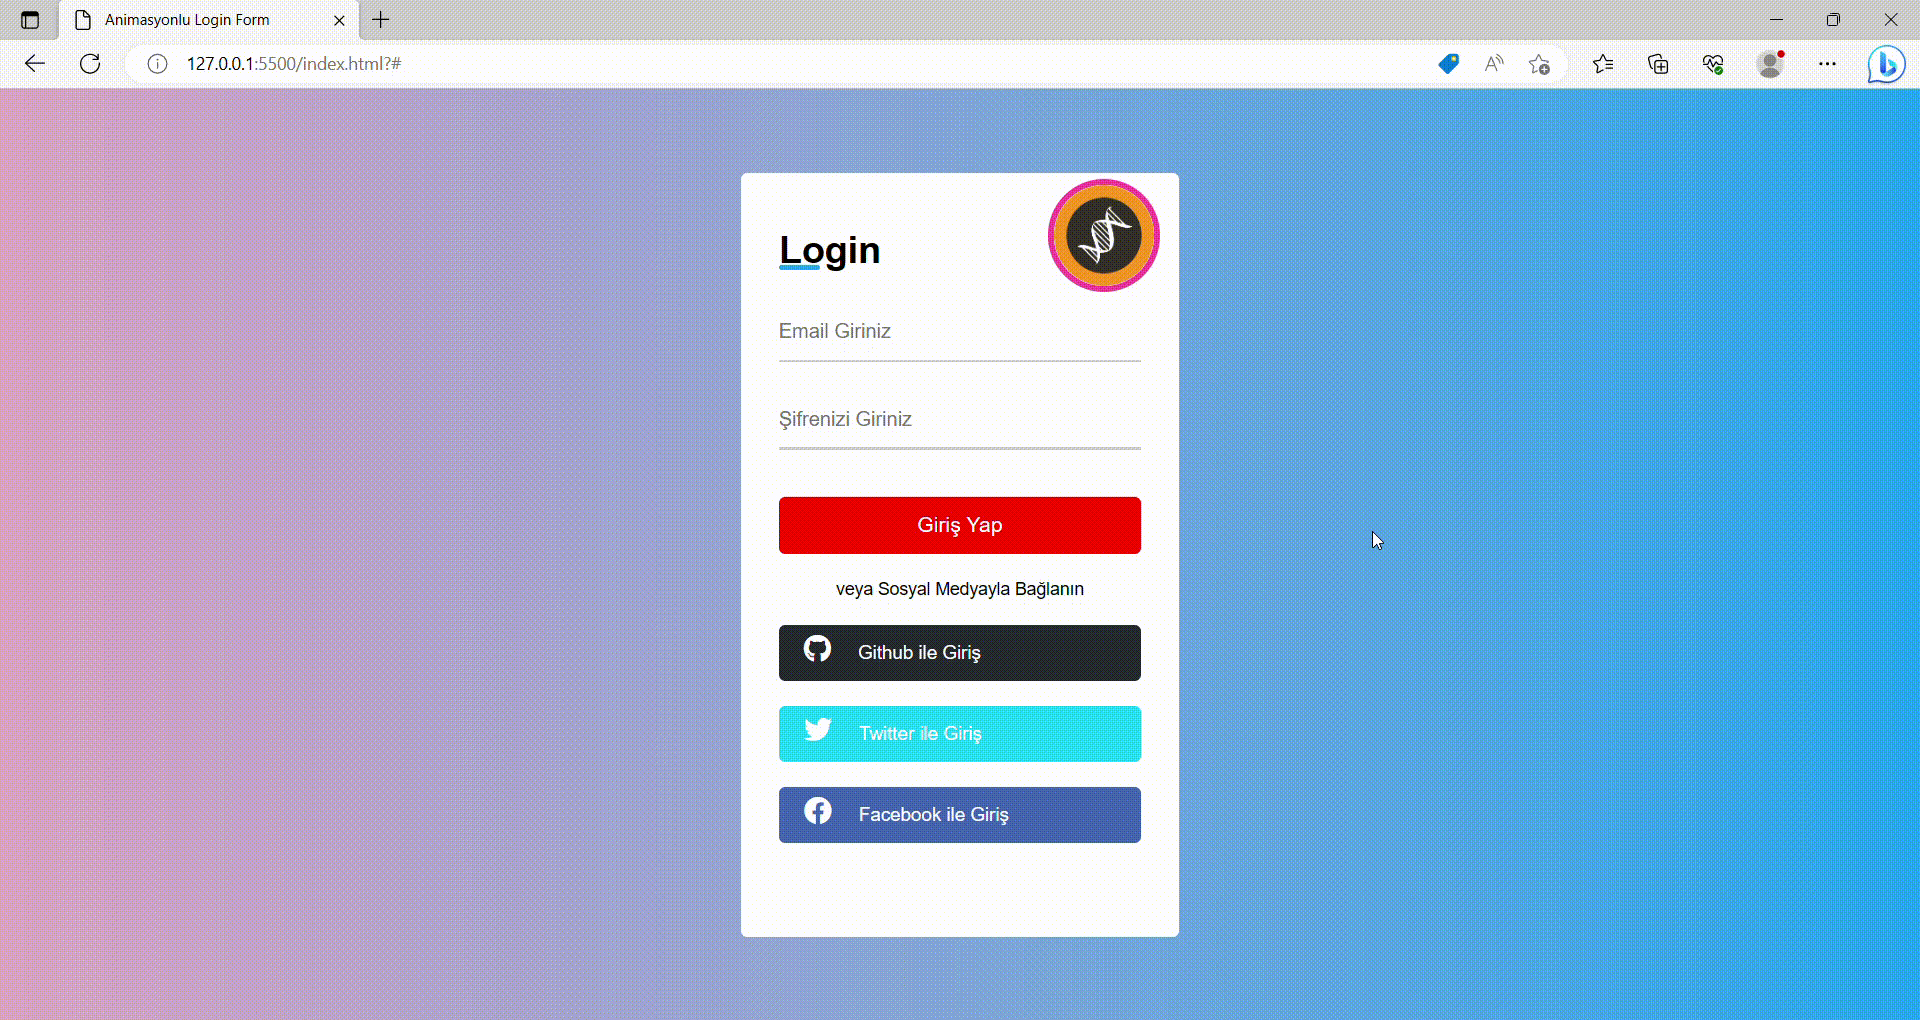 Animasyonlu Login Form
127.0.0.1:5500/index.html?#
Login
Email Giriniz
Şifrenizi Giriniz
Giriş Yap
veya Sosyal Medyayla Bağlanın
Github ile Giriş
Twitter ile Giriş
Facebook ile Giriş